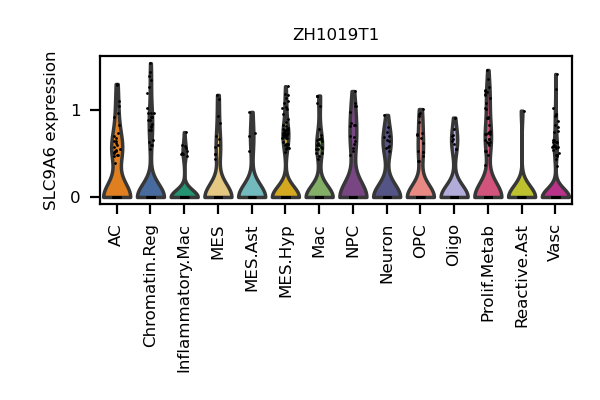 ZH1019T1
SLC9A6 expression
1
0
AC
Chromatin.Reg
Inflammatory.Mac
MES
MES.Ast
MES.Hyp
Mac
NPC
Neuron
OPC
Oligo
Prolif.Metab
Reactive.Ast
Vasc